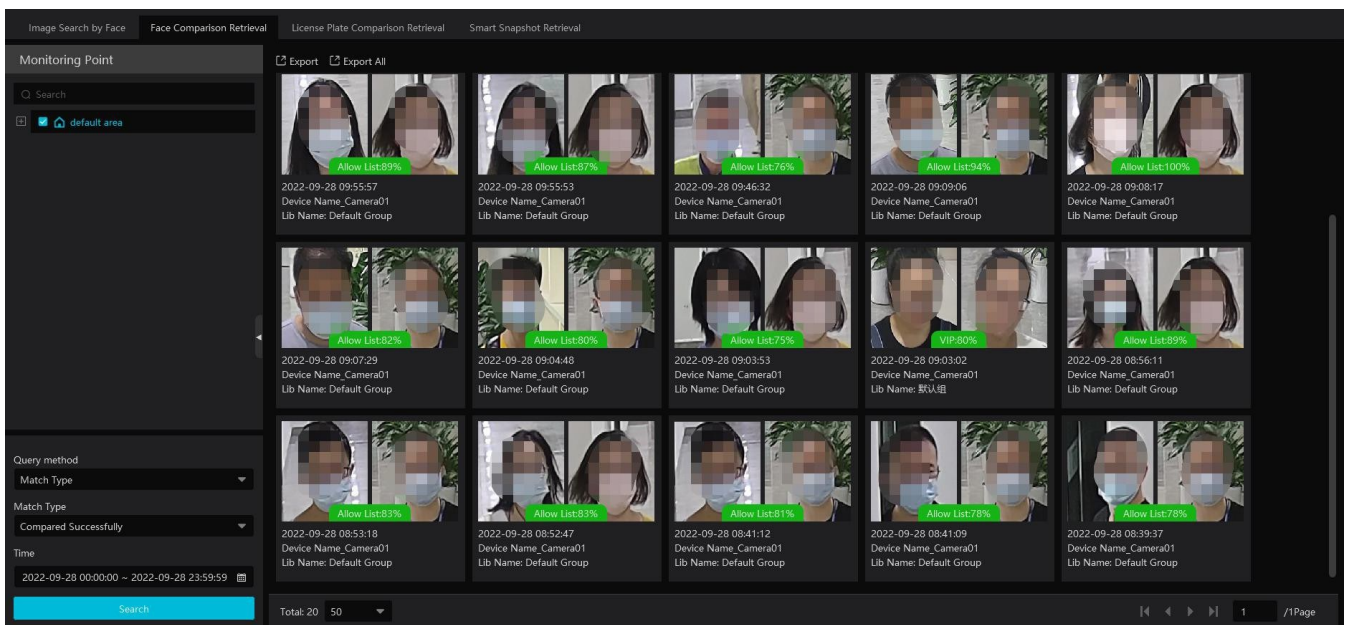 Image Search by Face
Face Comparison Retrieval
License Plate Comparison Retrieval
Smart Snapshot Retrieval
Monitoring Point
Search
default area
Query method
Match Type
Match Type
Compared Successfully
Time
2022-09-28 00:00:00 ~ 2022-09-28 23:59:59
Search
Export
Export All
Allow List:89%
2022-09-28 09:55:57
Device Name_Camera01
Lib Name: Default Group
Allow List:87%
2022-09-28 09:55:53
Device Name_Camera01
Lib Name: Default Group
Allow List:76%
2022-09-28 09:46:32
Device Name_Camera01
Lib Name: Default Group
Allow List:94%
2022-09-28 09:09:06
Device Name_Camera01
Lib Name: Default Group
Allow List:100%
2022-09-28 09:08:17
Device Name_Camera01
Lib Name: Default Group
Allow List:82%
2022-09-28 09:07:29
Device Name_Camera01
Lib Name: Default Group
Allow List:80%
2022-09-28 09:04:48
Device Name_Camera01
Lib Name: Default Group
Allow List:75%
2022-09-28 09:03:53
Device Name_Camera01
Lib Name: Default Group
VIP:80%
2022-09-28 09:03:02
Device Name_Camera01
Lib Name: 默认组
Allow List:89%
2022-09-28 08:56:11
Device Name_Camera01
Lib Name: Default Group
Allow List:83%
2022-09-28 08:53:18
Device Name_Camera01
Lib Name: Default Group
Allow List:83%
2022-09-28 08:52:47
Device Name_Camera01
Lib Name: Default Group
Allow List:81%
2022-09-28 08:41:12
Device Name_Camera01
Lib Name: Default Group
Allow List:78%
2022-09-28 08:41:09
Device Name_Camera01
Lib Name: Default Group
Allow List:78%
2022-09-28 08:39:37
Device Name_Camera01
Lib Name: Default Group
Total: 20
50
1
/1Page